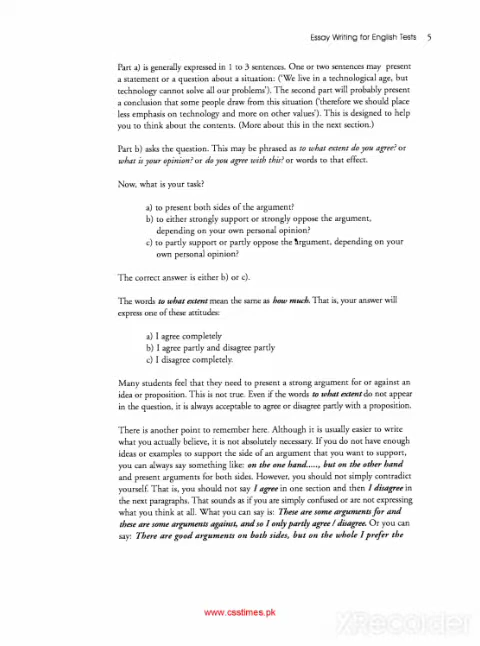 Essay Writing for English Tests 5
Part a) is generally expressed in 1 to 3 sentences. One or two sentences may present
a statement or a question about a situation: ('We live in a technological age, but
technology cannot solve all our problems'). The second part will probably present
a conclusion that some people draw from this situation ('therefore we should place
less emphasis on technology and more on other values'). This is designed to help
you to think about the contents. (More about this in the next section.)
Part b) asks the question. This may be phrased as to what extent do you agree? or
what is your opinion? or do you agree with this? or words to that effect.
Now, what is your task?
a) to present both sides of the argument?
b) to either strongly support or strongly oppose the argument,
depending on your own personal opinion?
c) to partly support or partly oppose the argument, depending on your
own personal opinion?
The correct answer is either b) or c).
The words to what extent mean the same as how much. That is, your answer will
express one of these attitudes:
a) I agree completely
b) I agree partly and disagree partly
c) I disagree completely.
Many students feel that they need to present a strong argument for or against an
idea or proposition. This is not true. Even if the words to what extent do not appear
in the question, it is always acceptable to agree or disagree partly with a proposition.
There is another point to remember here. Although it is usually easier to write
what you actually believe, it is not absolutely necessary. If you do not have enough
ideas or examples to support the side of an argument that you want to support,
you can always say something like: on the one hand....., but on the other hand
and present arguments for both sides. However, you should not simply contradict
yourself. That is, you should not say I agree in one section and then I disagree in
the next paragraphs. That sounds as if you are simply confused or are not expressing
what you think at all. What you can say is: These are some arguments for and
these are some arguments against, and so I only partly agree / disagree. Or you can
say: There are good arguments on both sides, but on the whole I prefer the
www.csstimes.pk
XRecorder